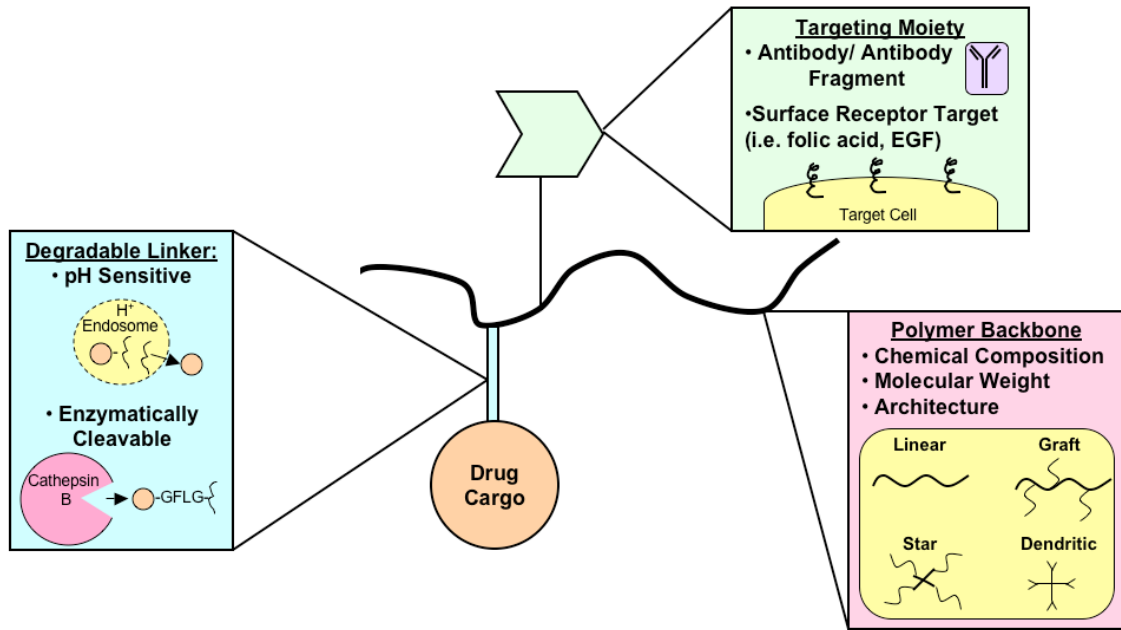 Targeting Moiety
• Antibody/ Antibody
Fragment
•Surface Receptor Target
(i.e. folic acid, EGF)
Target Cell
Degradable Linker:
• pH Sensitive
H+
Endosome
• Enzymatically
Cleavable
Cathepsin
B
-GFLG
Drug
Cargo
Polymer Backbone
• Chemical Composition
• Molecular Weight
• Architecture
Linear
Graft
Star
Dendritic